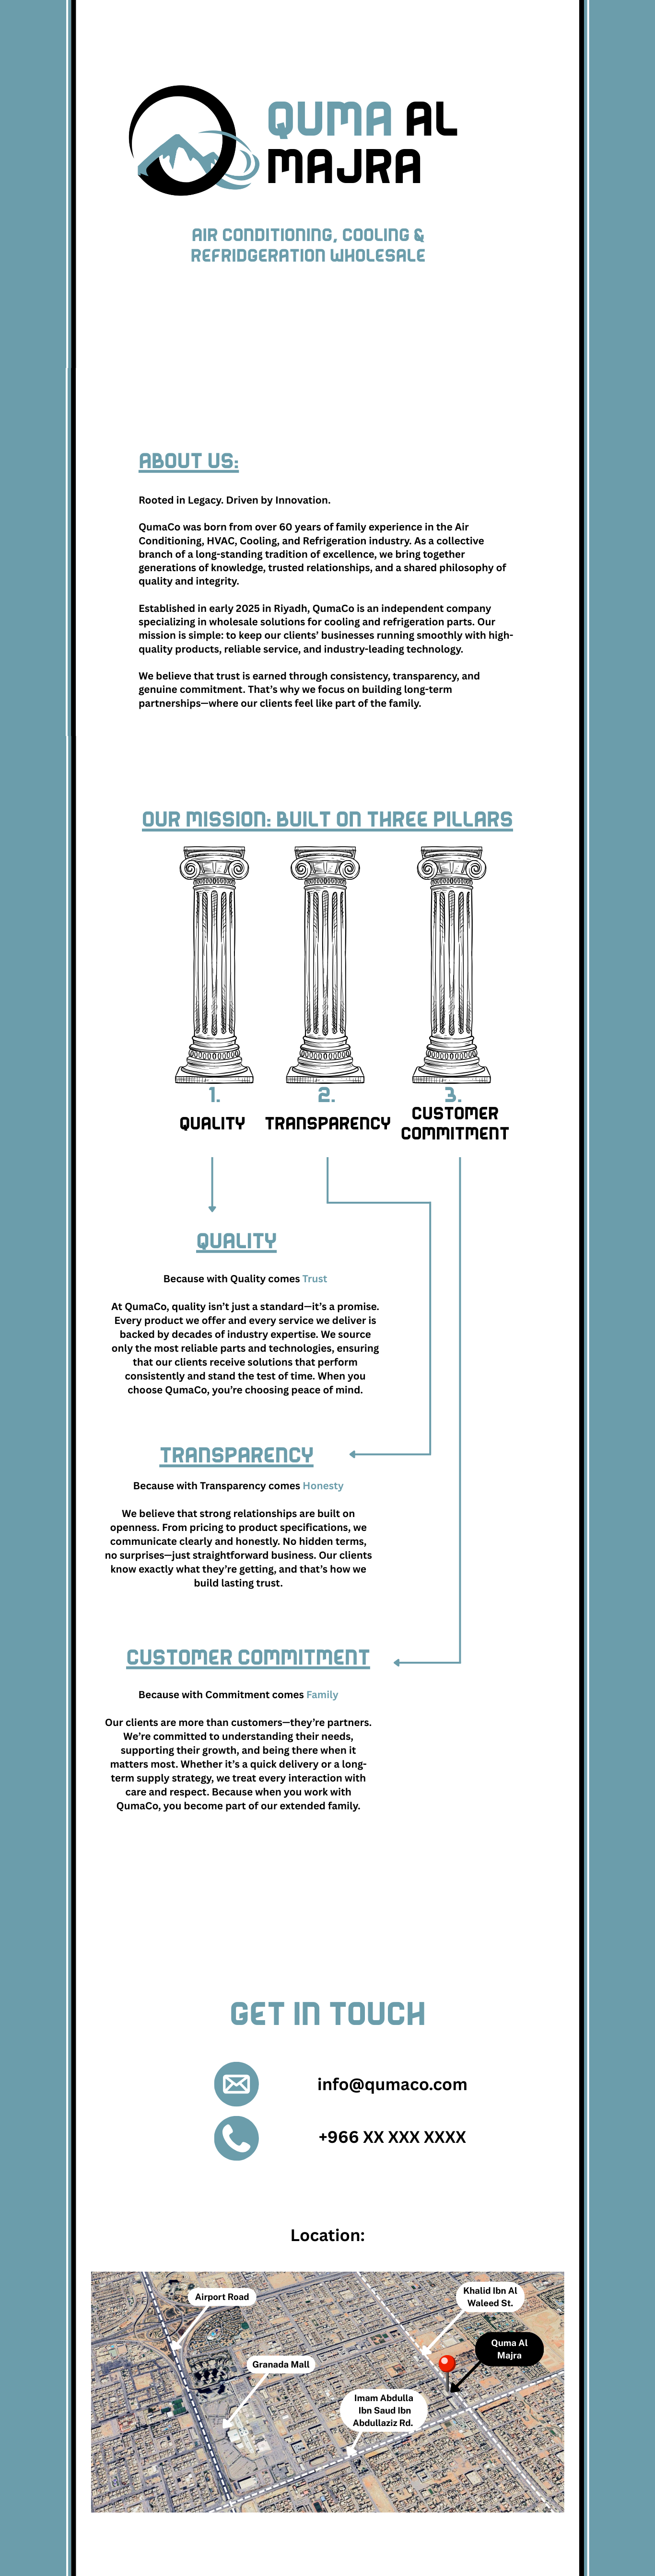 QUMA AL
MAJRA
AIR CONDITIONING, COOLING &
REFRIDGERATION WHOLESALE
ABOUT US:
Rooted in Legacy. Driven by Innovation.
QumaCo was born from over 60 years of family experience in the Air
Conditioning, HVAC, Cooling, and Refrigeration industry. As a collective
branch of a long-standing tradition of excellence, we bring together
generations of knowledge, trusted relationships, and a shared philosophy of
quality and integrity.
Established in early 2025 in Riyadh, QumaCo is an independent company
specializing in wholesale solutions for cooling and refrigeration parts. Our
mission is simple: to keep our clients’ businesses running smoothly with high-
quality products, reliable service, and industry-leading technology.
We believe that trust is earned through consistency, transparency, and
genuine commitment. That’s why we focus on building long-term
partnerships—where our clients feel like part of the family.
OUR MISSION: BUILT ON THREE PILLARS
1.
QUALITY
2.
TRANSPARENCY
3.
CUSTOMER
COMMITMENT
QUALITY
Because with Quality comes Trust
At QumaCo, quality isn’t just a standard—it’s a promise.
Every product we offer and every service we deliver is
backed by decades of industry expertise. We source
only the most reliable parts and technologies, ensuring
that our clients receive solutions that perform
consistently and stand the test of time. When you
choose QumaCo, you’re choosing peace of mind.
TRANSPARENCY
Because with Transparency comes Honesty
We believe that strong relationships are built on
openness. From pricing to product specifications, we
communicate clearly and honestly. No hidden terms,
no surprises—just straightforward business. Our clients
know exactly what they’re getting, and that’s how we
build lasting trust.
CUSTOMER COMMITMENT
Because with Commitment comes Family
Our clients are more than customers—they’re partners.
We’re committed to understanding their needs,
supporting their growth, and being there when it
matters most. Whether it’s a quick delivery or a long-
term supply strategy, we treat every interaction with
care and respect. Because when you work with
QumaCo, you become part of our extended family.
GET IN TOUCH
info@qumaco.com
+966 XX XXX XXXX
Location:
Airport Road
Khalid Ibn Al
Waleed St.
Quma Al
Majra
Granada Mall
Imam Abdulla
Ibn Saud Ibn
Abdullaziz Rd.